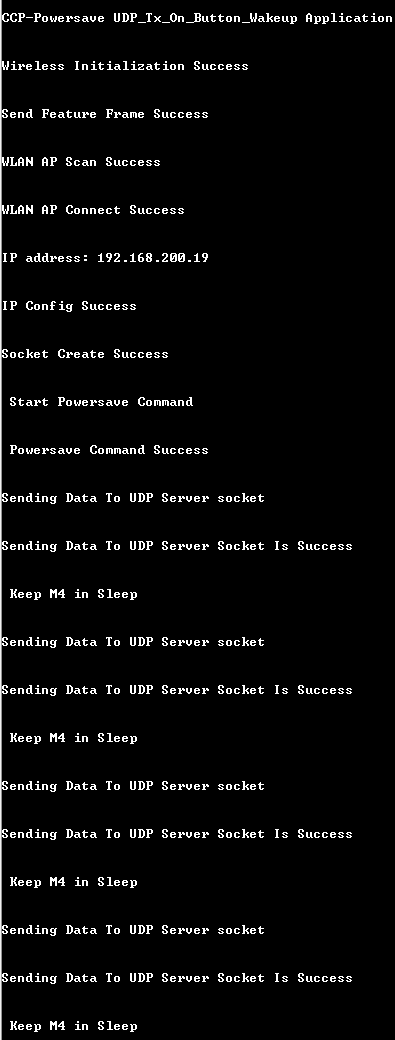 CCP-Powersave UDP_Tx_On_Button_Wakeup Application
Wireless Initialization Success
Send Feature Frame Success
WLAN AP Scan Success
WLAN AP Connect Success
IP address: 192.168.200.19
IP Config Success
Socket Create Success
Start Powersave Command
Powersave Command Success
Sending Data To UDP Server socket
Sending Data To UDP Server Socket Is Success
Keep M4 in Sleep
Sending Data To UDP Server socket
Sending Data To UDP Server Socket Is Success
Keep M4 in Sleep
Sending Data To UDP Server socket
Sending Data To UDP Server Socket Is Success
Keep M4 in Sleep
Sending Data To UDP Server socket
Sending Data To UDP Server Socket Is Success
Keep M4 in Sleep